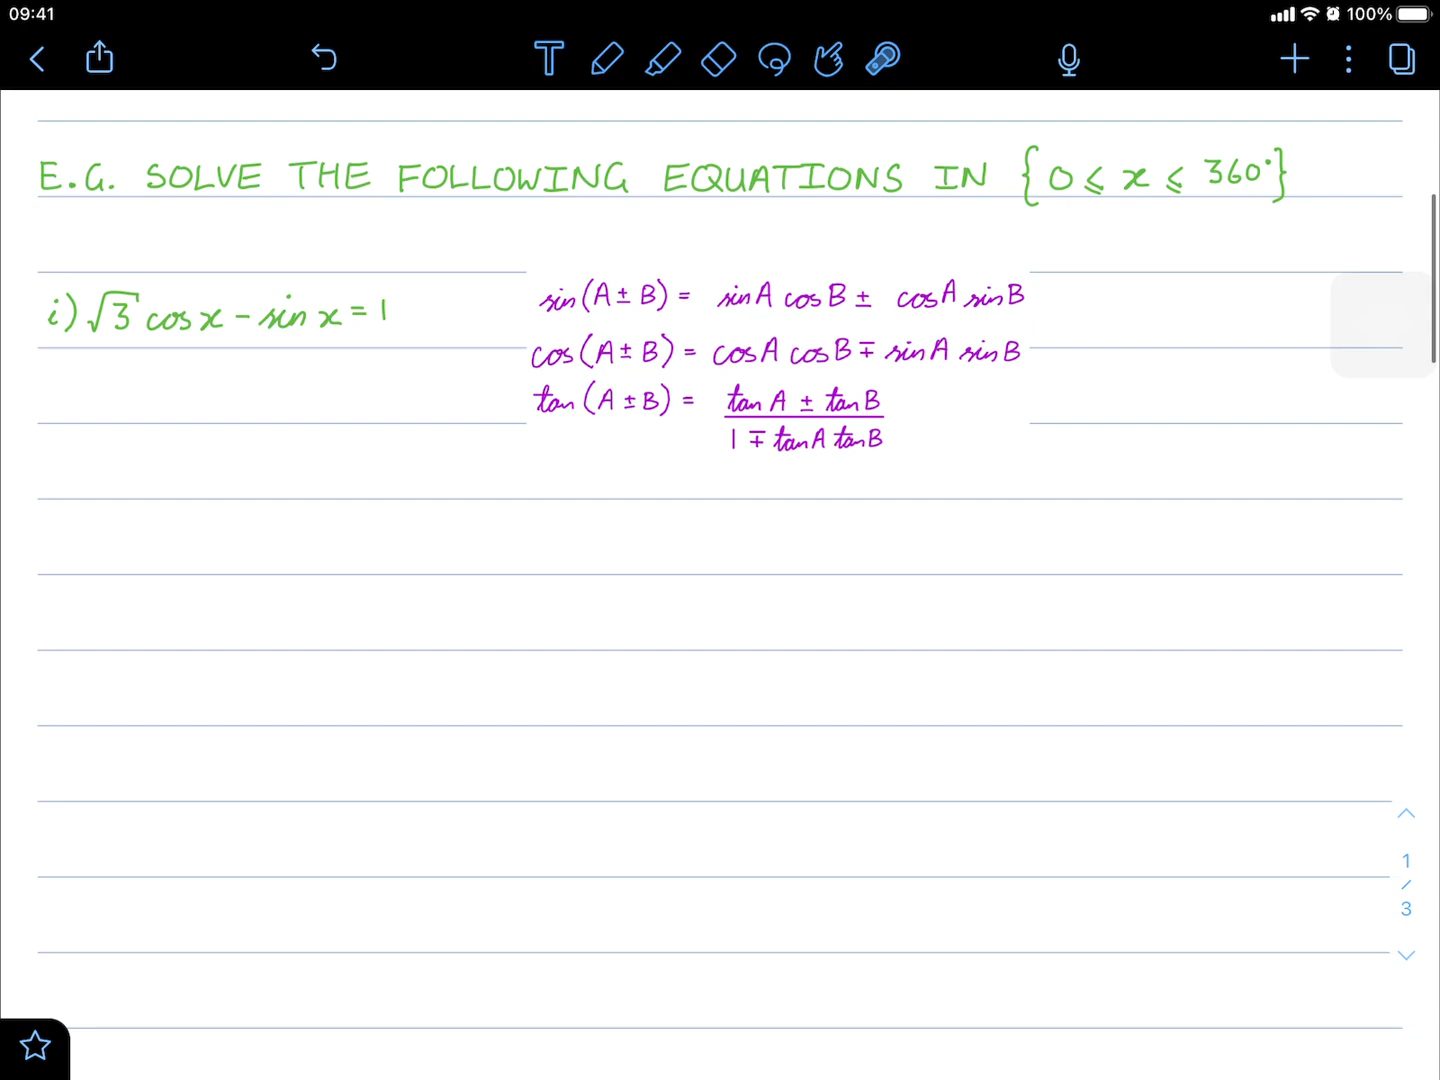 09:41
100%
E.G. SOLVE THE FOLLOWING EQUATIONS IN {0 ⩽ x ⩽ 360°}
i) √3 cos x - sin x = 1
sin (A ± B) = sin A cos B ± cos A sin B
cos (A ± B) = cos A cos B ∓ sin A sin B
tan (A ± B) = tan A ± tan B
1 ∓ tan A tan B
1
/
3